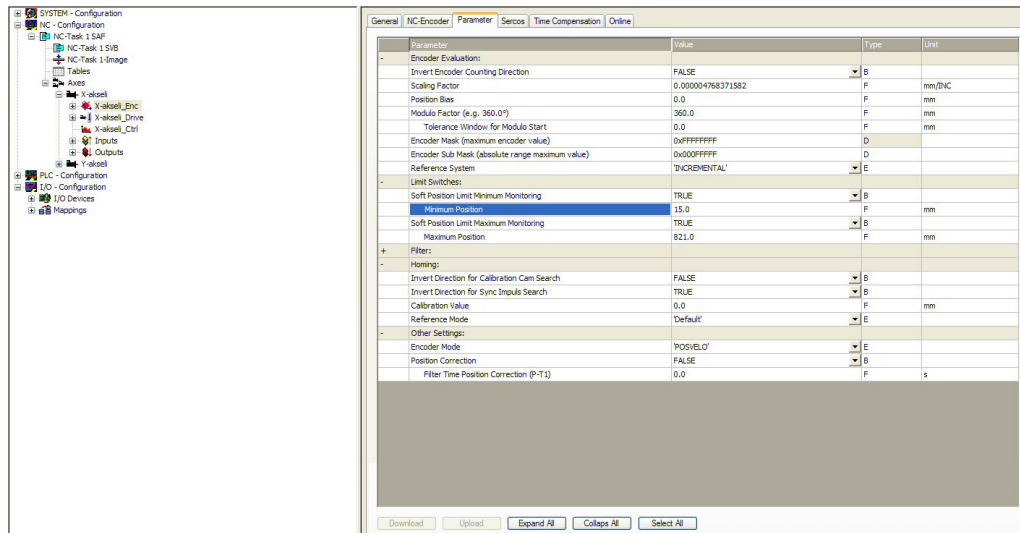 SYSTEM - Configuration
NC - Configuration
NC-Task 1 SAF
NC-Task 1 SVB
NC-Task 1-Image
Tables
Axes
X-akseli
X-akseli_Enc
X-akseli_Drive
X-akseli_Ctrl
Inputs
Outputs
Y-akseli
PLC - Configuration
I/O - Configuration
I/O Devices
Mappings
General NC-Encoder Parameter Sercos Time Compensation Online
Parameter Value Type Unit
- Encoder Evaluation:
Invert Encoder Counting Direction FALSE B
Scaling Factor 0.000004768371582 F mm/INC
Position Bias 0.0 F mm
Modulo Factor (e.g. 360.0°) 360.0 F mm
Tolerance Window for Modulo Start 0.0 F mm
Encoder Mask (maximum encoder value) 0xFFFFFFFF D
Encoder Sub Mask (absolute range maximum value) 0x000FFFFF D
Reference System 'INCREMENTAL' E
- Limit Switches:
Soft Position Limit Minimum Monitoring TRUE B
Minimum Position 15.0 F mm
Soft Position Limit Maximum Monitoring TRUE B
Maximum Position 821.0 F mm
+ Filter:
- Homing:
Invert Direction for Calibration Cam Search FALSE B
Invert Direction for Sync Impuls Search TRUE B
Calibration Value 0.0 F mm
Reference Mode 'Default' E
- Other Settings:
Encoder Mode 'POSVELO' E
Position Correction FALSE B
Filter Time Position Correction (P-T1) 0.0 F s
Download Upload Expand All Collaps All Select All